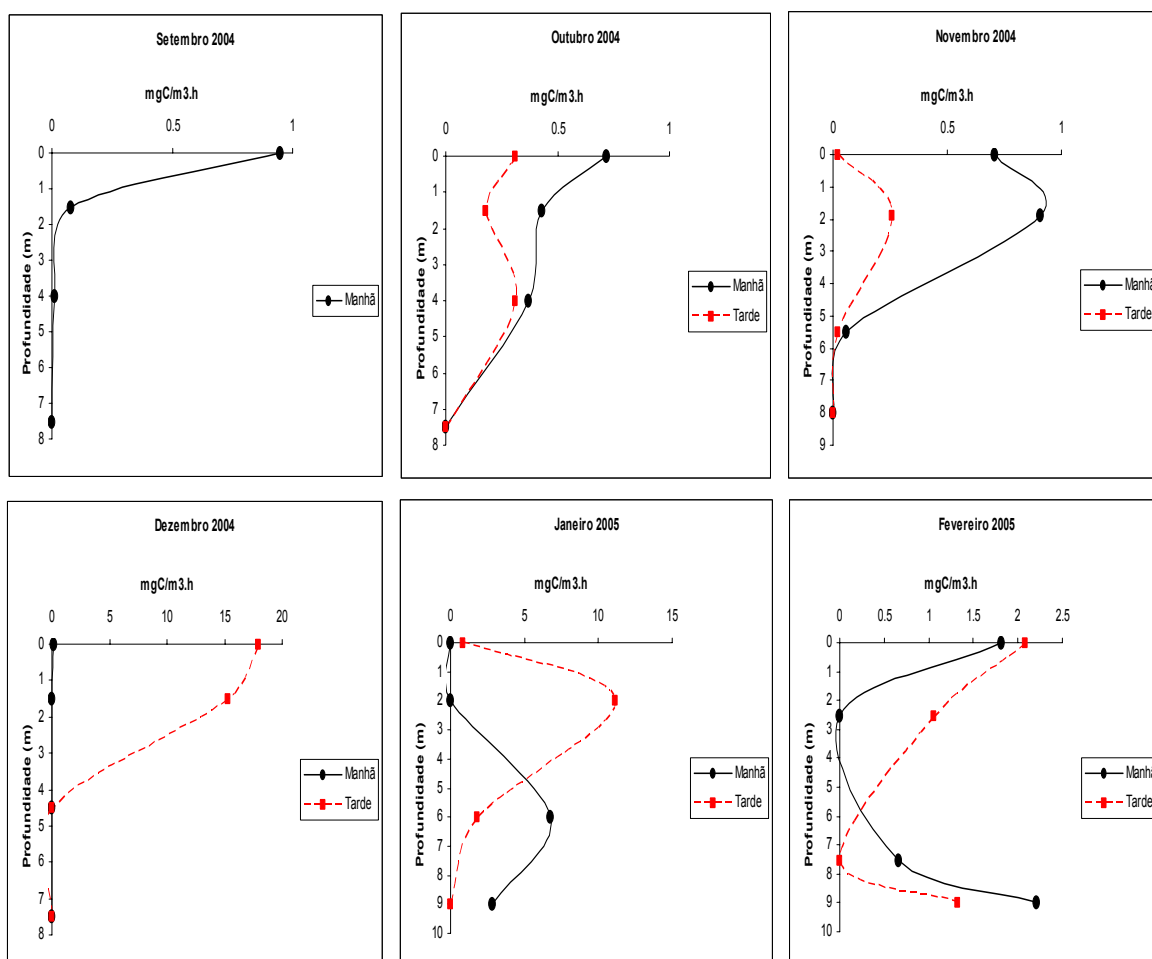 Setembro 2004
mgC/m3.h
0 0.5 1
0
1
2
3
4
5
6
7
8
Profundidade (m)
Manhã
Outubro 2004
mgC/m3.h
0 0.5 1
0
1
2
3
4
5
6
7
8
Profundidade (m)
Manhã
Tarde
Novembro 2004
mgC/m3.h
0 0.5 1
0
1
2
3
4
5
6
7
8
9
Profundidade (m)
Manhã
Tarde
Dezembro 2004
mgC/m3.h
0 5 10 15 20
0
1
2
3
4
5
6
7
8
Profundidade (m)
Manhã
Tarde
Janeiro 2005
mgC/m3.h
0 5 10 15
0
1
2
3
4
5
6
7
8
9
10
Profundidade (m)
Manhã
Tarde
Fevereiro 2005
mgC/m3.h
0 0.5 1 1.5 2 2.5
0
1
2
3
4
5
6
7
8
9
10
Profundidade (m)
Manhã
Tarde